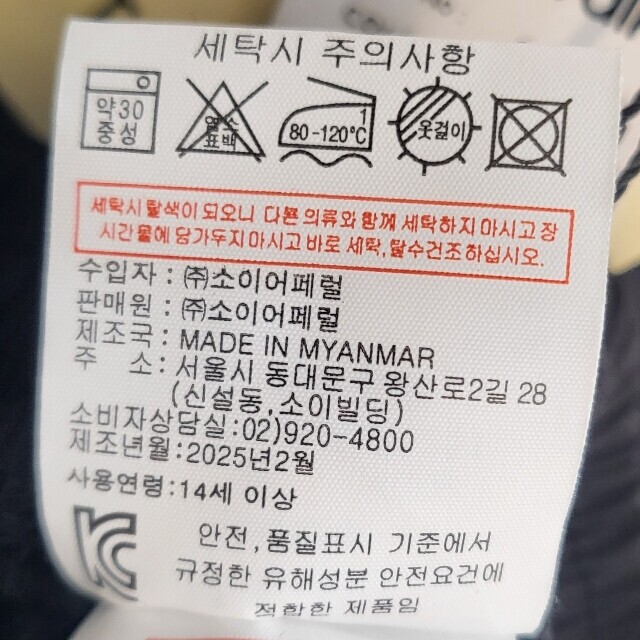 세탁시 주의사항
약30 중성
염소 표백
1 80-120℃
옷걸이
세탁시 탈색이 되오니 다른 의류와 함께 세탁하지 마시고 장
시간 물에 담가두지 마시고 바로 세탁, 탈수건조하십시오.
수입자 : ㈜소이어페럴
판매원 : ㈜소이어페럴
제조국 : MADE IN MYANMAR
주 소: 서울시 동대문구 왕산로2길 28
(신설동,소이빌딩)
소비자상담실:02)920-4800
제조년월:2025년2월
사용연령:14세 이상
안전,품질표시 기준에서
규정한 유해성분 안전요건에
적합한 제품임